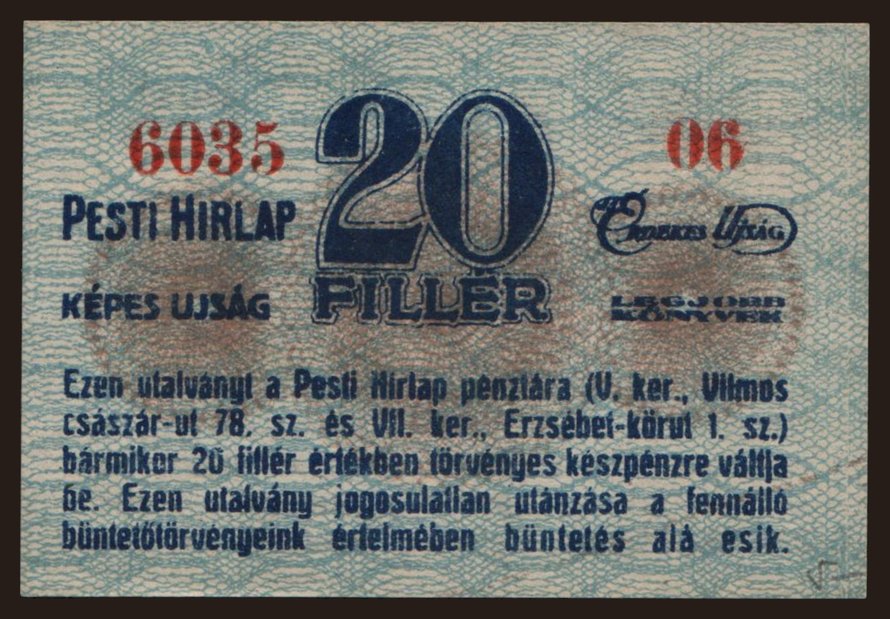 6035 20 06
PESTI HIRLAP
Az Érdekes Ujság
FILLÉR
KÉPES UJSÁG
LEGJOBB
KÖNYVEK
Ezen utalványt a Pesti Hirlap pénztára (V. ker., Vilmos
császár-ut 78. sz. és VII. ker., Erzsébet-körut 1. sz.)
bármikor 20 fillér értékben törvényes készpénzre váltja
be. Ezen utalvány jogosulatlan utánzása a fennálló
büntetőtörvényeink értelmében büntetés alá esik.